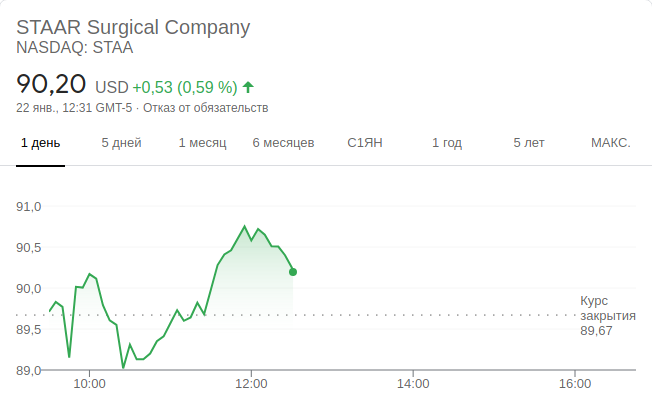 STAAR Surgical Company
NASDAQ: STAA
90,20 USD +0,53 (0,59 %)
22 янв., 12:31 GMT-5 · Отказ от обязательств
1 день 5 дней 1 месяц 6 месяцев С1ЯН 1 год 5 лет МАКС.
91,0
90,5
90,0
Курс
закрытия
89,67
89,5
89,0
10:00 12:00 14:00 16:00